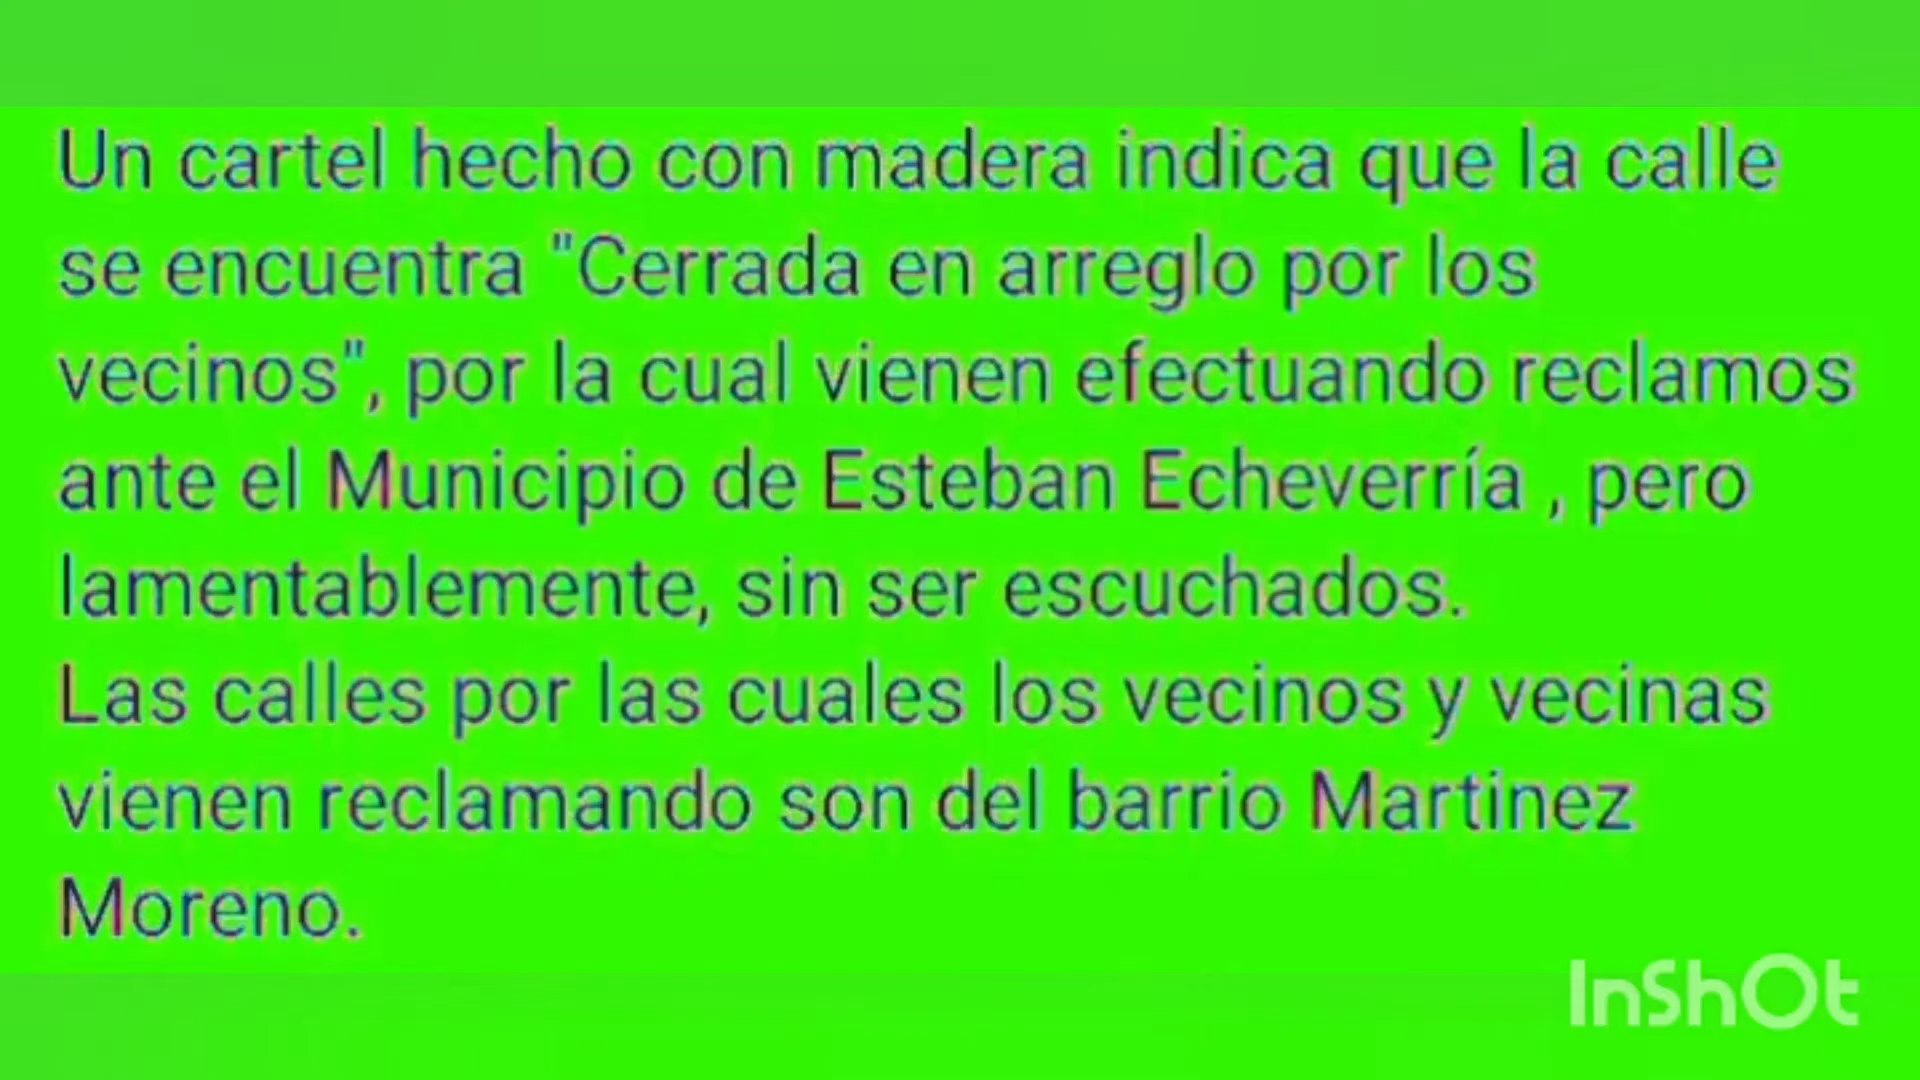 Un cartel hecho con madera indica que la calle
se encuentra "Cerrada en arreglo por los
vecinos", por la cual vienen efectuando reclamos
ante el Municipio de Esteban Echeverría , pero
lamentablemente, sin ser escuchados.
Las calles por las cuales los vecinos y vecinas
vienen reclamando son del barrio Martinez
Moreno.
InShOt